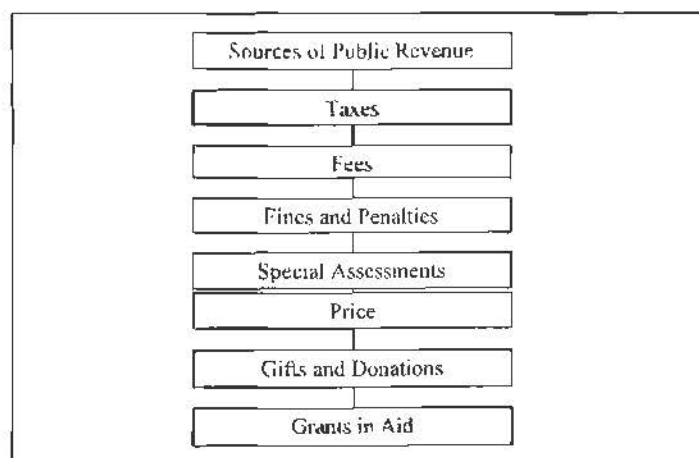 Sources of Public Revenue
Taxes
Fees
Fines and Penalties
Special Assessments
Price
Gifts and Donations
Grants in Aid